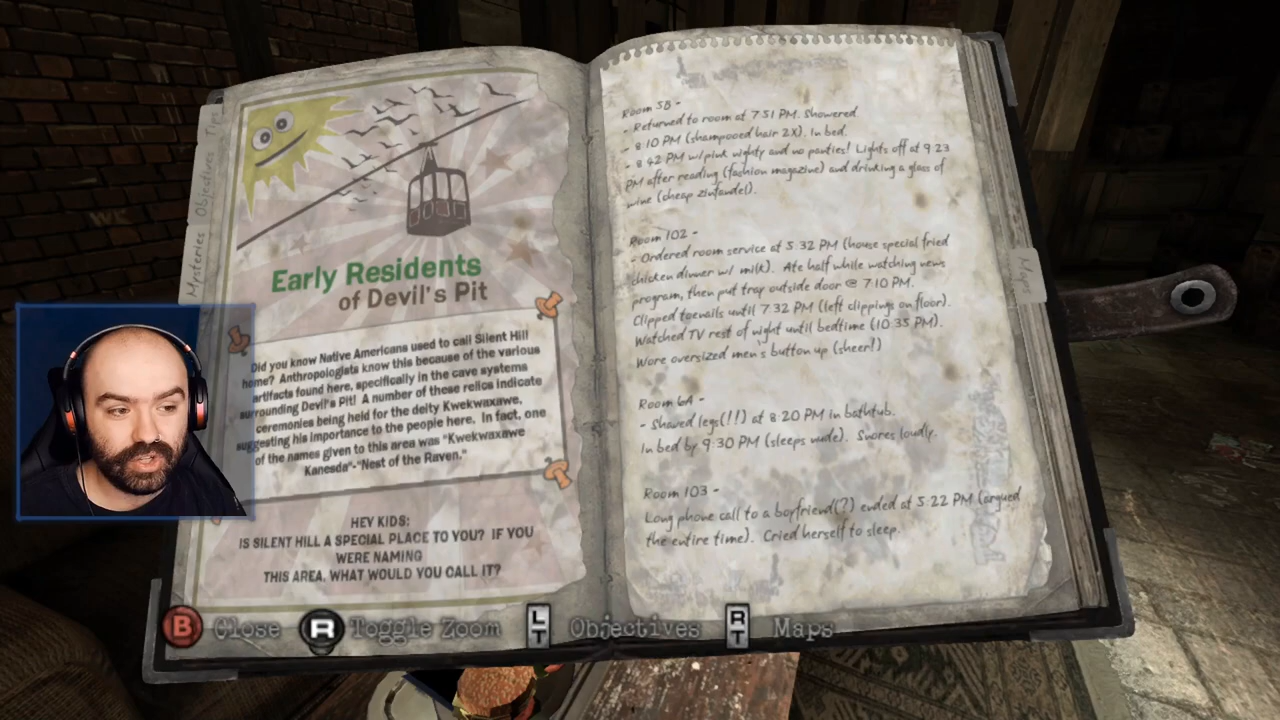 Mysteries
Objectives
Early Residents
of Devil's Pit
Did you know Native Americans used to call Silent Hill
home? Anthropologists know this because of the various
artifacts found here, specifically in the cave systems
surrounding Devil's Pit! A number of these relics indicate
ceremonies being held for the deity Kwekwaxawe,
suggesting his importance to the people here. In fact, one
of the names given to this area was "Kwekwaxawe
Kanesda"-"Nest of the Raven."
HEY KIDS:
IS SILENT HILL A SPECIAL PLACE TO YOU? IF YOU
WERE NAMING
THIS AREA, WHAT WOULD YOU CALL IT?
Room 5B -
- Returned to room at 7:51 PM. Showered
- 8:10 PM (shampooed hair 2X). In bed.
- 8:42 PM w/pink nighty and no panties! Lights off at 9:23
PM after reading (fashion magazine) and drinking a glass of
wine (cheap zinfandel).
Room 102 -
- Ordered room service at 5:32 PM (house special fried
chicken dinner w/ milk). Ate half while watching news
program, then put tray outside door @ 7:10 PM.
Clipped toenails until 7:32 PM (left clippings on floor).
Watched TV rest of night until bedtime (10:35 PM).
Wore oversized men's button up (sheer!)
Room 6A -
- Shaved legs(!!) at 8:20 PM in bathtub.
In bed by 9:30 PM (sleeps nude). Snores loudly.
Room 103 -
Long phone call to a boyfriend(?) ended at 5:22 PM (argued
the entire time). Cried herself to sleep.
Maps
B Close R Toggle Zoom LT Objectives RT Maps